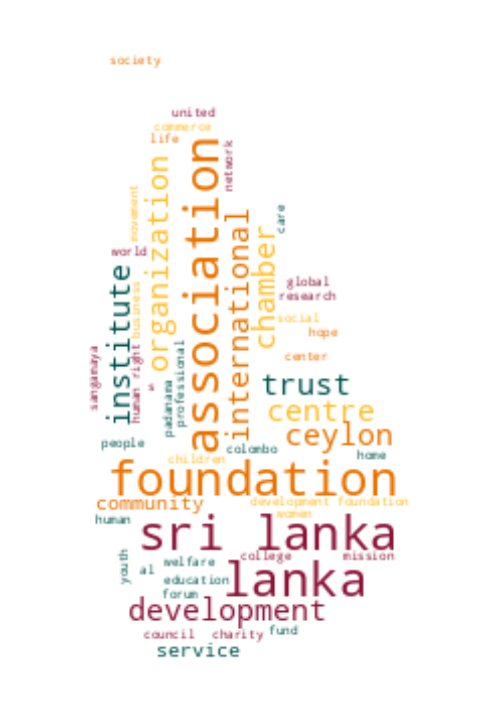 society
united
commerce
life
network
association
organization
movement
care
international
chamber
world
institute
business
global
research
social
hope
human right
sangamaya
professional
padanama
s
center
trust
centre
ceylon
people
colombo
home
children
foundation
community
development foundation
women
human
sri lanka
college
mission
youth
al
welfare
lanka
education
forum
development
council
charity
fund
service